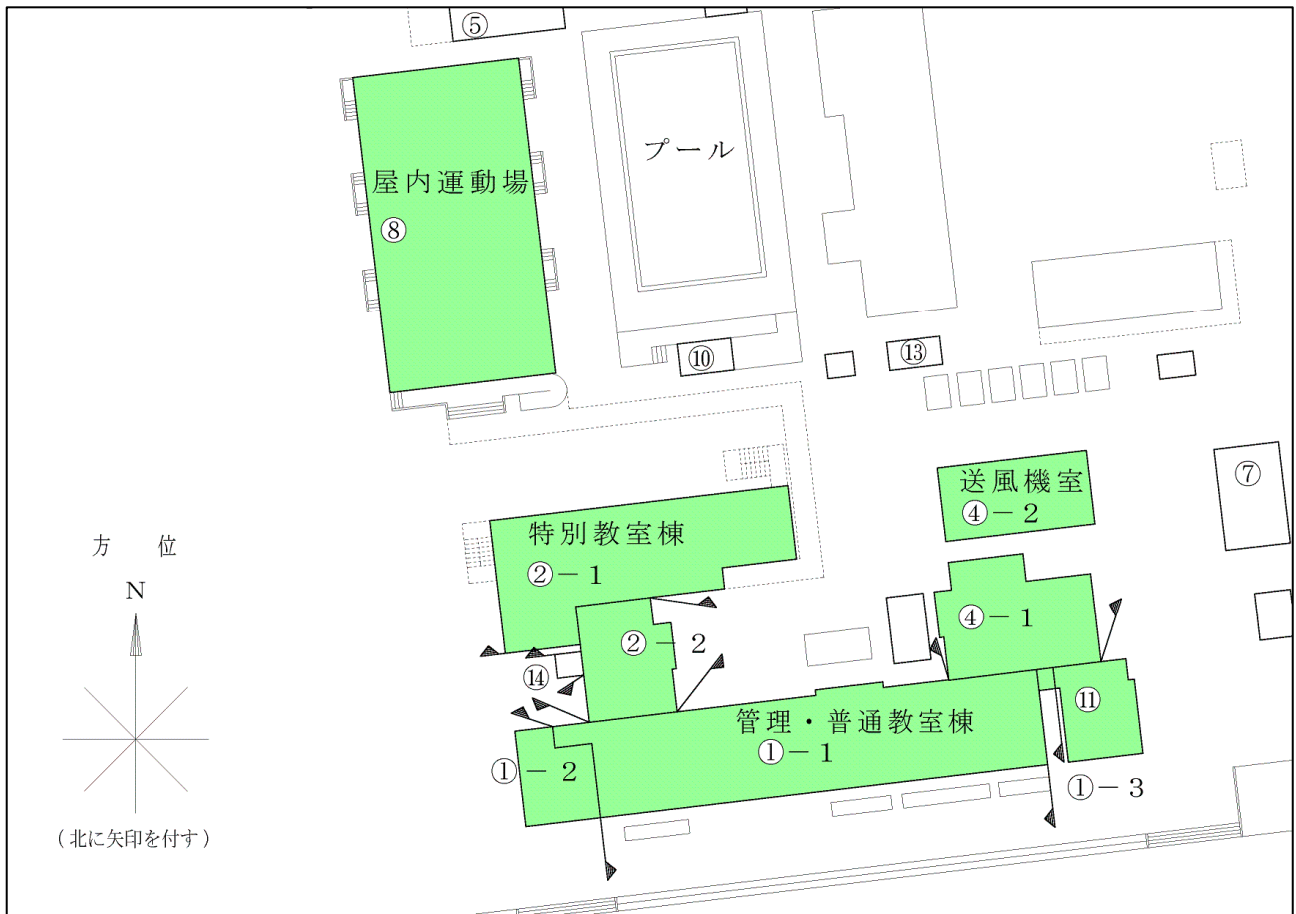 ⑤
プール
屋内運動場
⑧
⑩
⑬
送風機室
④－2
⑦
特別教室棟
②－1
方　位
N
④－1
②－2
⑭
⑪
管理・普通教室棟
①－1
①－2
①－3
(北に矢印を付す)